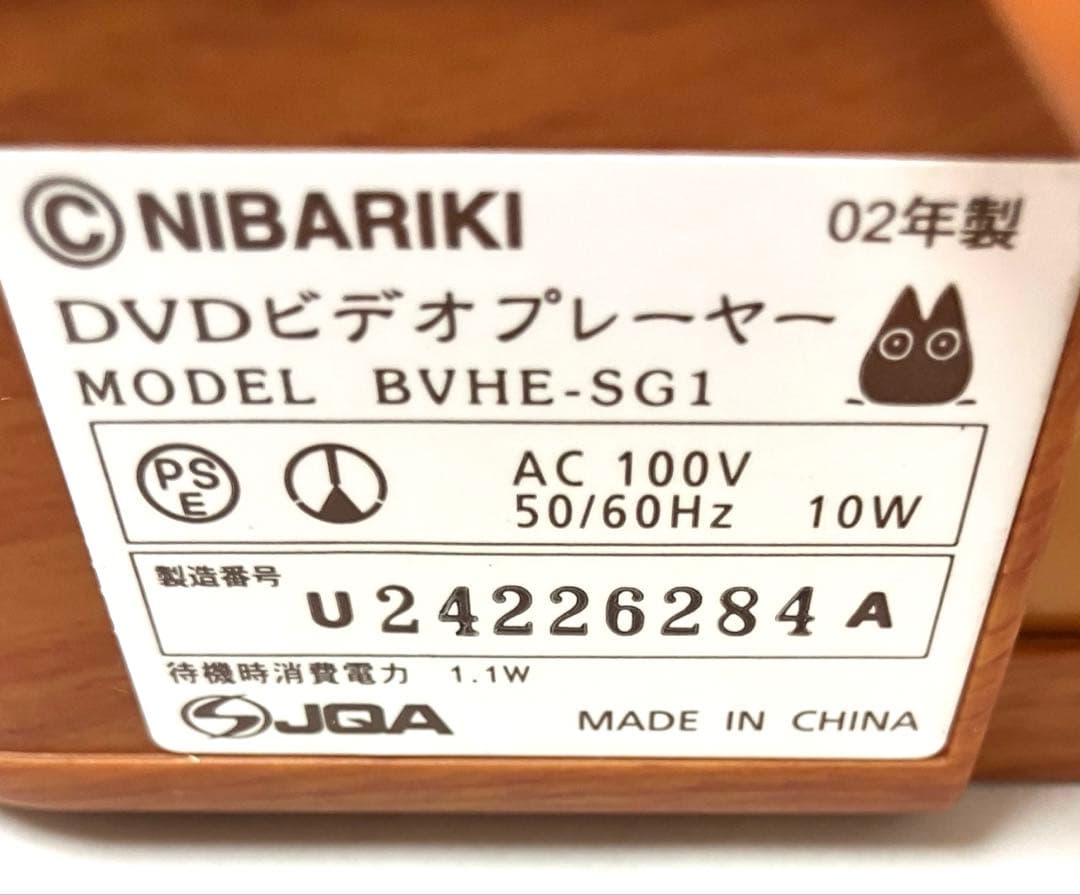 © NIBARIKI 02年製
DVDビデオプレーヤー
MODEL BVHE-SG1
PSE
AC 100V
50/60Hz 10W
製造番号
U24226284A
待機時消費電力 1.1W
JQA MADE IN CHINA